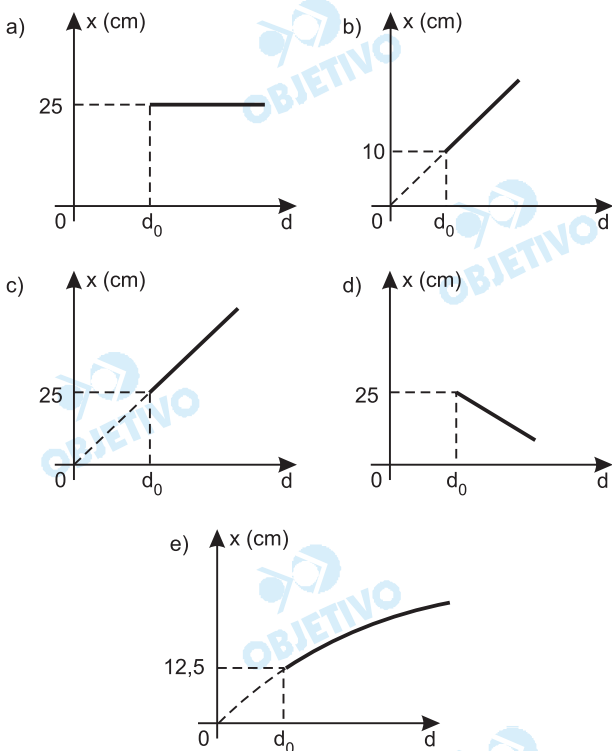 a) x (cm)
25
0 d₀ d
b) x (cm)
10
0 d₀ d
c) x (cm)
25
0 d₀ d
d) x (cm)
25
0 d₀ d
e) x (cm)
12,5
0 d₀ d
OBJETIVO
OBJETIVO
OBJETIVO
OBJETIVO